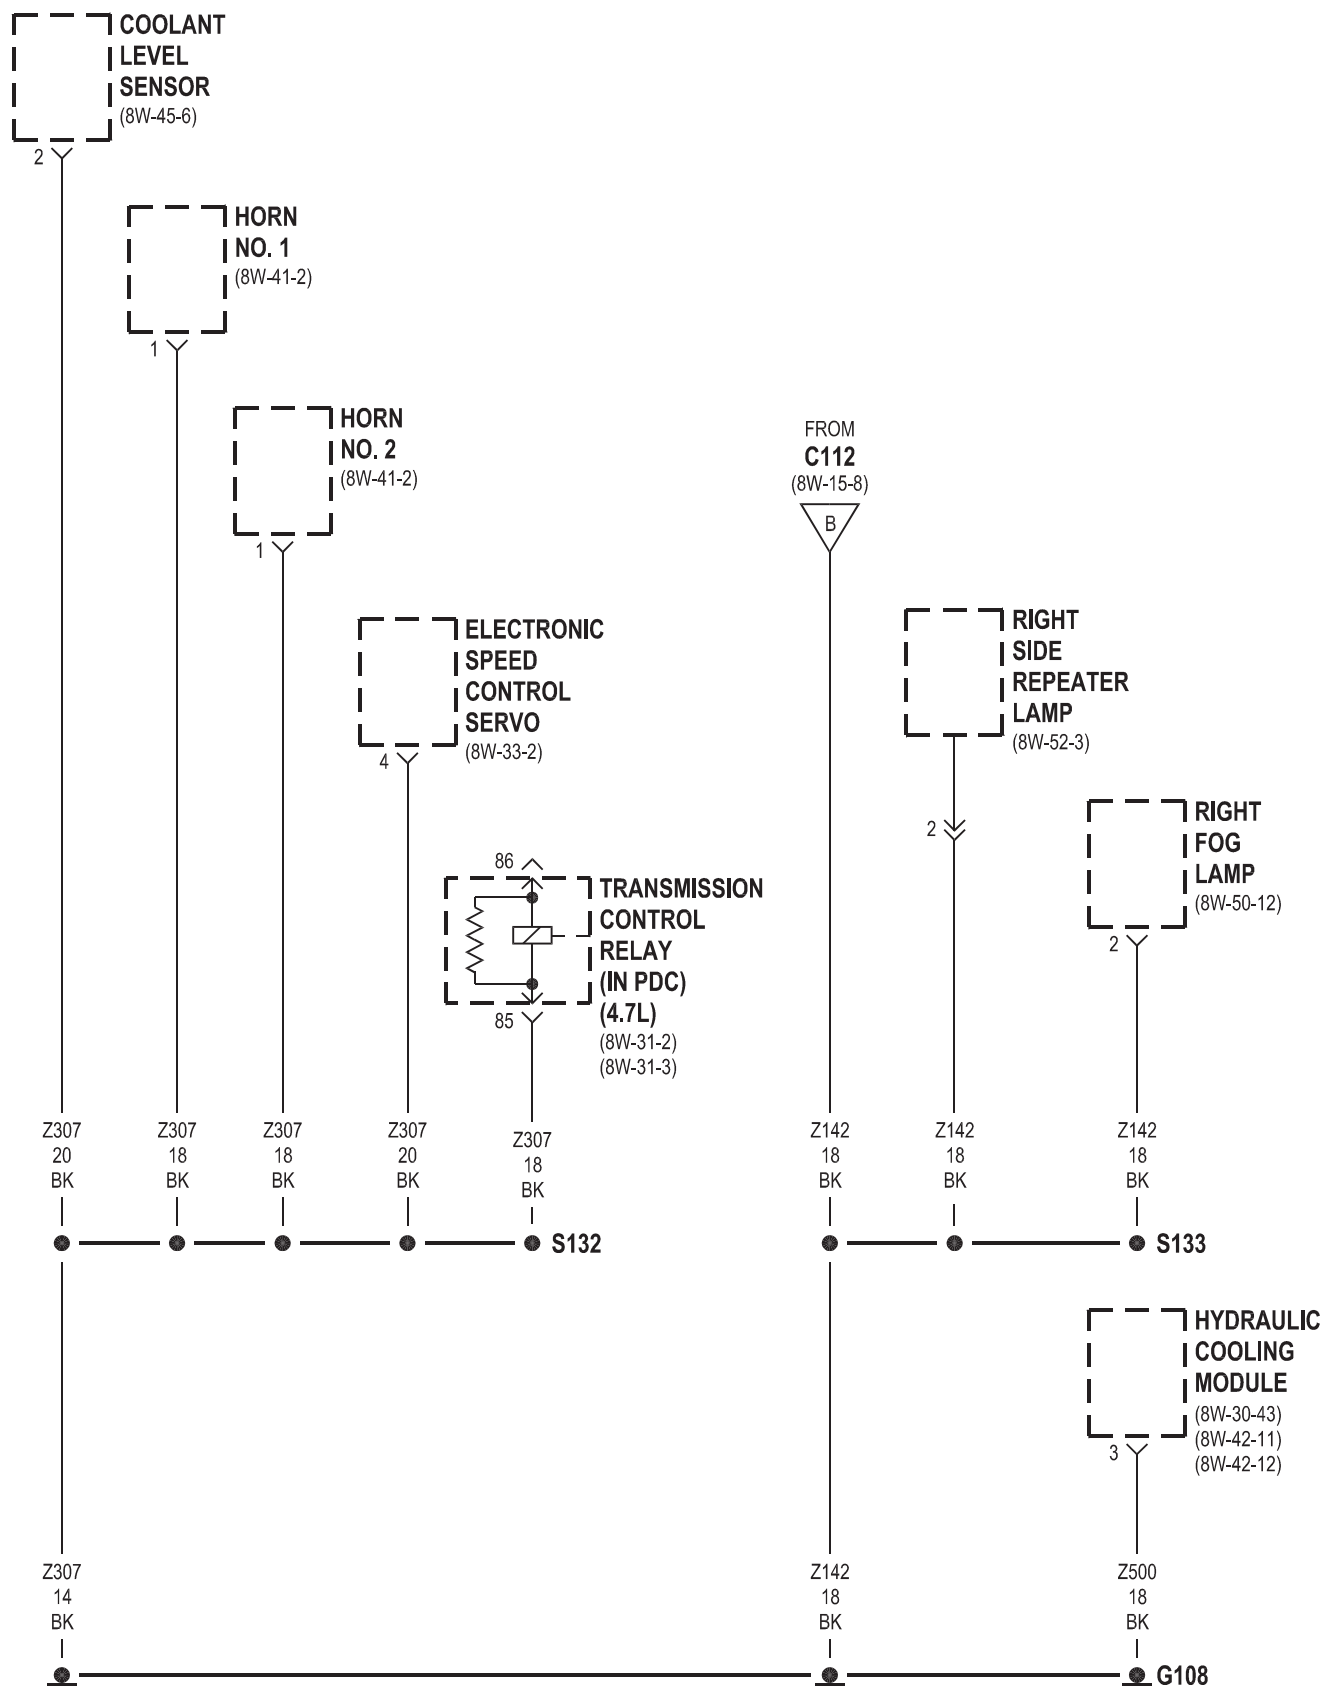 COOLANT
LEVEL
SENSOR
(8W-45-6)
2
HORN
NO. 1
(8W-41-2)
1
HORN
NO. 2
(8W-41-2)
1
FROM
C112
(8W-15-8)
B
ELECTRONIC
SPEED
CONTROL
SERVO
(8W-33-2)
4
RIGHT
SIDE
REPEATER
LAMP
(8W-52-3)
2
RIGHT
FOG
LAMP
(8W-50-12)
2
86
TRANSMISSION
CONTROL
RELAY
(IN PDC)
(4.7L)
(8W-31-2)
(8W-31-3)
85
Z307
20
BK
Z307
18
BK
Z307
18
BK
Z307
20
BK
Z307
18
BK
Z142
18
BK
Z142
18
BK
Z142
18
BK
S132
S133
HYDRAULIC
COOLING
MODULE
(8W-30-43)
(8W-42-11)
(8W-42-12)
3
Z307
14
BK
Z142
18
BK
Z500
18
BK
G108